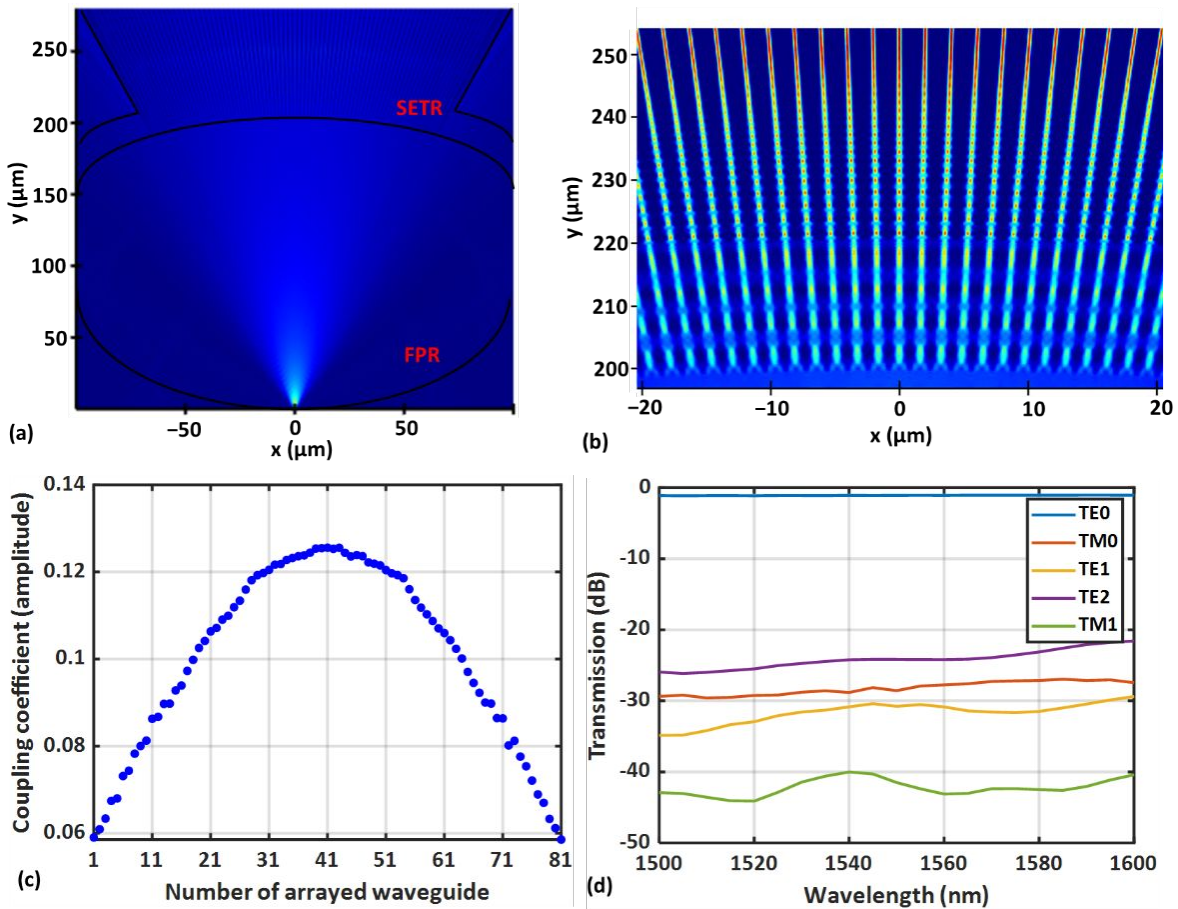 250
200
150
100
50
y (µm)
SETR
FPR
−50
0
50
x (µm)
(a)
250
240
230
220
210
200
y (µm)
−20
−10
0
10
20
x (µm)
(b)
0.14
0.12
0.1
0.08
0.06
Coupling coefficient (amplitude)
1 11 21 31 41 51 61 71 81
Number of arrayed waveguide
(c)
0
-10
-20
-30
-40
-50
Transmission (dB)
TE0
TM0
TE1
TE2
TM1
1500 1520 1540 1560 1580 1600
Wavelength (nm)
(d)